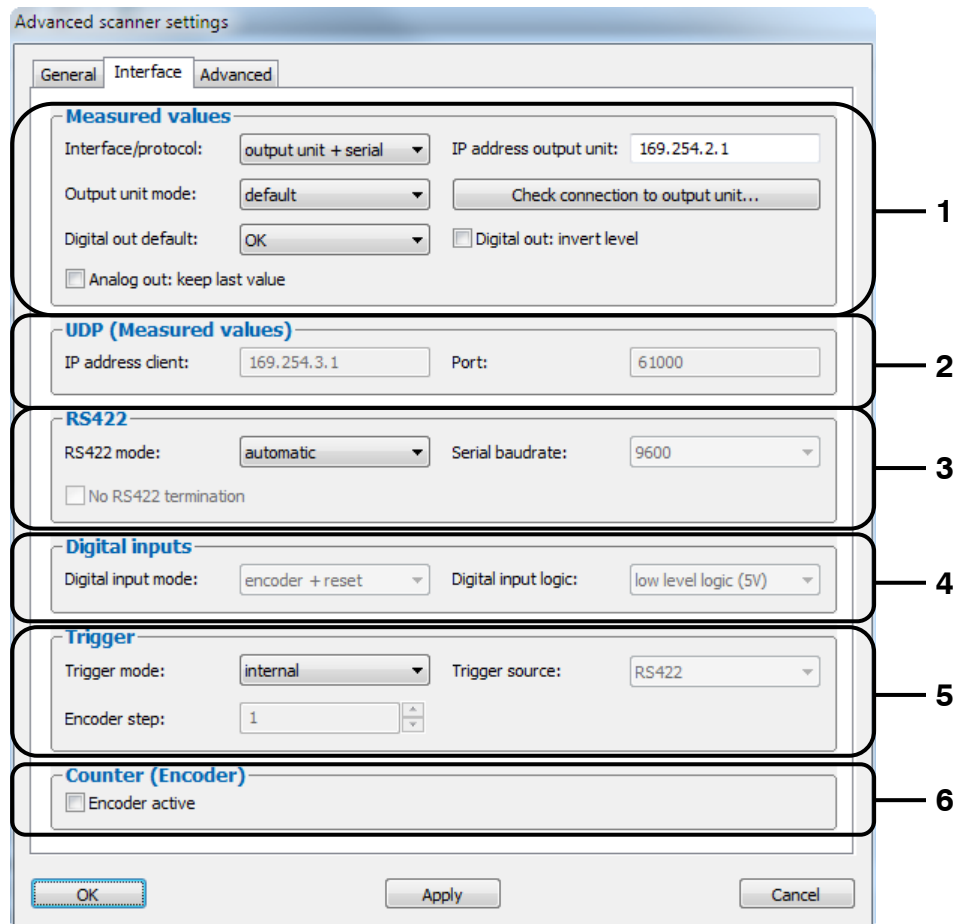 Advanced scanner settings
General Interface Advanced
Measured values
Interface/protocol: output unit + serial IP address output unit: 169.254.2.1
Output unit mode: default Check connection to output unit...
1
Digital out default: OK Digital out: invert level
Analog out: keep last value
UDP (Measured values)
IP address client: 169.254.3.1 Port: 61000
2
RS422
RS422 mode: automatic Serial baudrate: 9600
3
No RS422 termination
Digital inputs
Digital input mode: encoder + reset Digital input logic: low level logic (5V)
4
Trigger
Trigger mode: internal Trigger source: RS422
5
Encoder step: 1
Counter (Encoder)
Encoder active
6
OK Apply Cancel